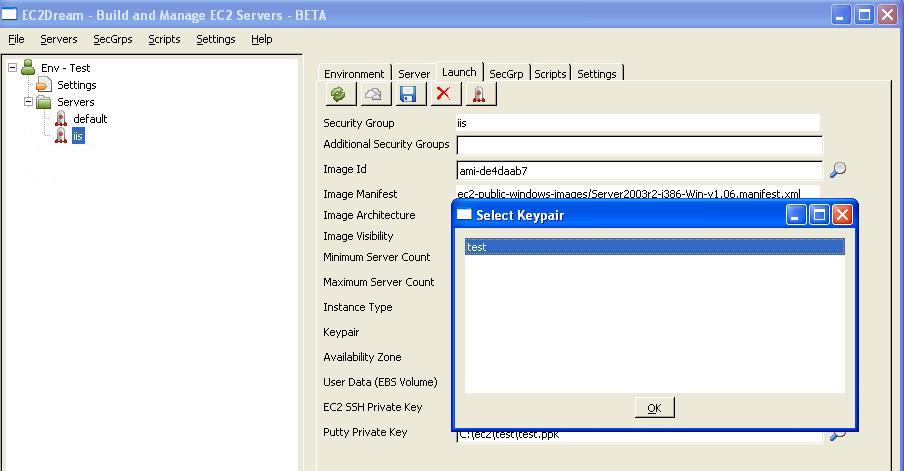 EC2Dream - Build and Manage EC2 Servers - BETA
File Servers SecGrps Scripts Settings Help
Env - Test
Settings
Servers
default
iis
Environment Server Launch SecGrp Scripts Settings
Security Group iis
Additional Security Groups
Image Id ami-de4daab7
Image Manifest ec2-public-windows-images/Server2003r2-i386-Win-v1.06.manifest.xml
Image Architecture
Image Visibility
Minimum Server Count
Maximum Server Count
Instance Type
Keypair
Availability Zone
User Data (EBS Volume)
EC2 SSH Private Key
Putty Private Key C:\ec2\test\test.ppk
Select Keypair
test
OK